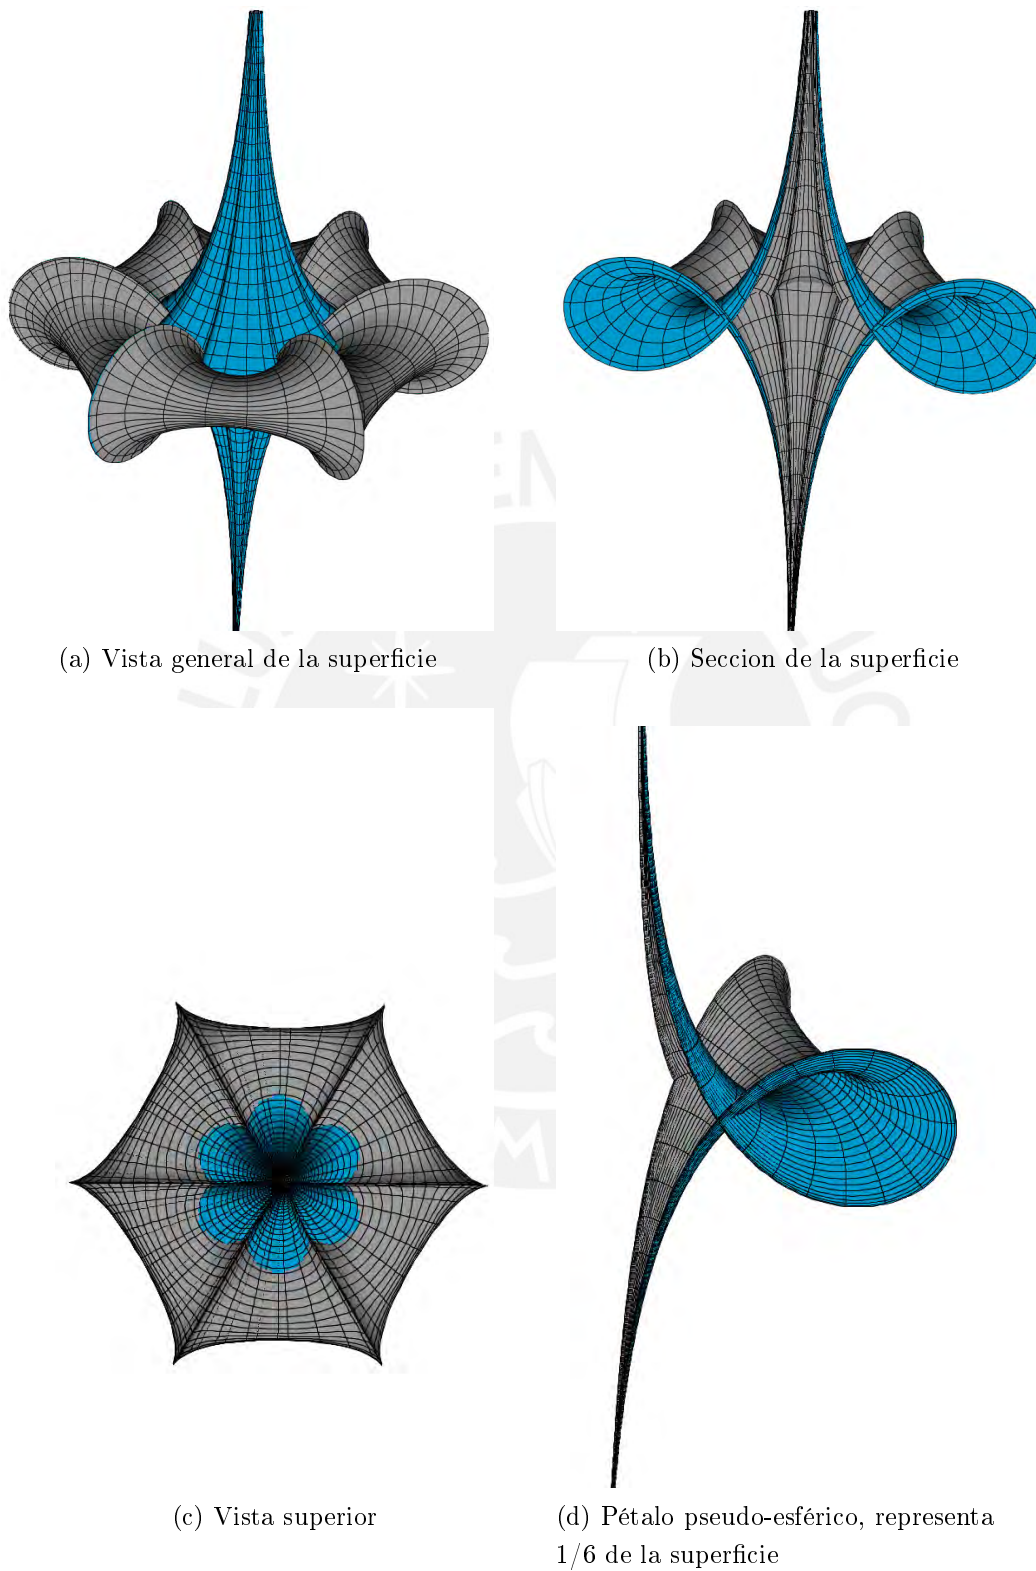 (a) Vista general de la superficie
(b) Seccion de la superficie
(c) Vista superior
(d) Pétalo pseudo-esférico, representa
1/6 de la superficie